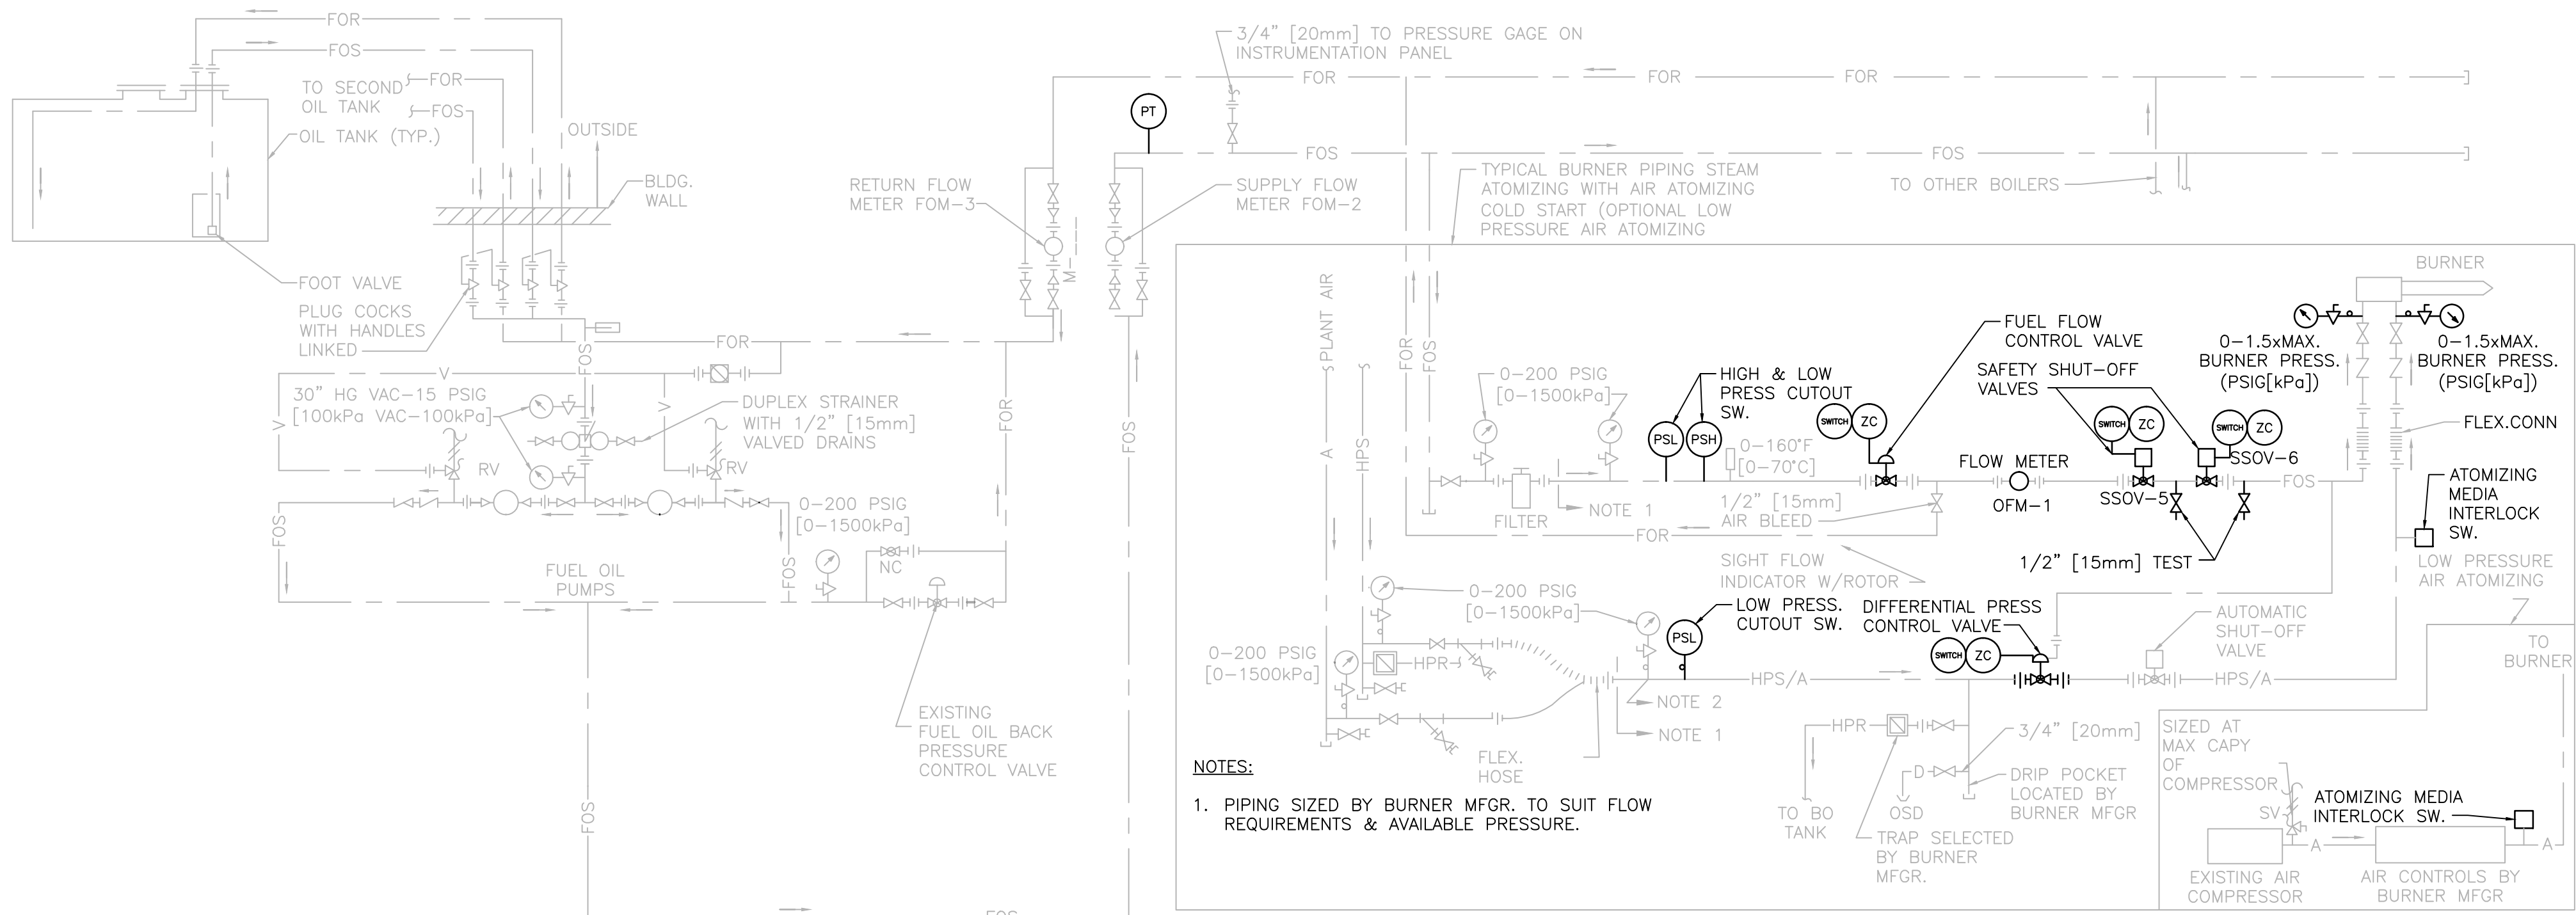 FOR
FOS
TO SECOND
OIL TANK
FOR
FOS
OIL TANK (TYP.)
OUTSIDE
BLDG.
WALL
FOOT VALVE
PLUG COCKS
WITH HANDLES
LINKED
3/4" [20mm] TO PRESSURE GAGE ON
INSTRUMENTATION PANEL
FOR
FOR
FOR
PT
FOS
FOS
RETURN FLOW
METER FOM-3
SUPPLY FLOW
METER FOM-2
M
TYPICAL BURNER PIPING STEAM
ATOMIZING WITH AIR ATOMIZING
COLD START (OPTIONAL LOW
PRESSURE AIR ATOMIZING
TO OTHER BOILERS
FOR
FOS
V
V
V
30" HG VAC-15 PSIG
[100kPa VAC-100kPa]
DUPLEX STRAINER
WITH 1/2" [15mm]
VALVED DRAINS
RV
RV
FOR
FOS
FOS
FOS
0-200 PSIG
[0-1500kPa]
NC
FUEL OIL
PUMPS
EXISTING
FUEL OIL BACK
PRESSURE
CONTROL VALVE
FOS
FOS
PLANT AIR
A
HPS
FOR
FOS
0-200 PSIG
[0-1500kPa]
FILTER
NOTE 1
HIGH & LOW
PRESS CUTOUT
SW.
PSL
PSH
0-160°F
[0-70°C]
1/2" [15mm]
AIR BLEED
FOR
SIGHT FLOW
INDICATOR W/ROTOR
FUEL FLOW
CONTROL VALVE
SWITCH
ZC
SAFETY SHUT-OFF
VALVES
FLOW METER
OFM-1
SWITCH
ZC
SSOV-5
SWITCH
ZC
SSOV-6
FOS
1/2" [15mm] TEST
BURNER
0-1.5xMAX.
BURNER PRESS.
(PSIG[kPa])
0-1.5xMAX.
BURNER PRESS.
(PSIG[kPa])
FLEX.CONN
ATOMIZING
MEDIA
INTERLOCK
SW.
LOW PRESSURE
AIR ATOMIZING
0-200 PSIG
[0-1500kPa]
0-200 PSIG
[0-1500kPa]
HPR
LOW PRESS.
CUTOUT SW.
PSL
DIFFERENTIAL PRESS
CONTROL VALVE
SWITCH
ZC
AUTOMATIC
SHUT-OFF
VALVE
HPS/A
HPS/A
NOTE 2
NOTE 1
FLEX.
HOSE
HPR
3/4" [20mm]
D
DRIP POCKET
LOCATED BY
BURNER MFGR
TO BO
TANK
OSD
TRAP SELECTED
BY BURNER
MFGR.
NOTES:
1. PIPING SIZED BY BURNER MFGR. TO SUIT FLOW
REQUIREMENTS & AVAILABLE PRESSURE.
TO
BURNER
SIZED AT
MAX CAPY
OF
COMPRESSOR
SV
ATOMIZING MEDIA
INTERLOCK SW.
A
A
EXISTING AIR
COMPRESSOR
AIR CONTROLS BY
BURNER MFGR